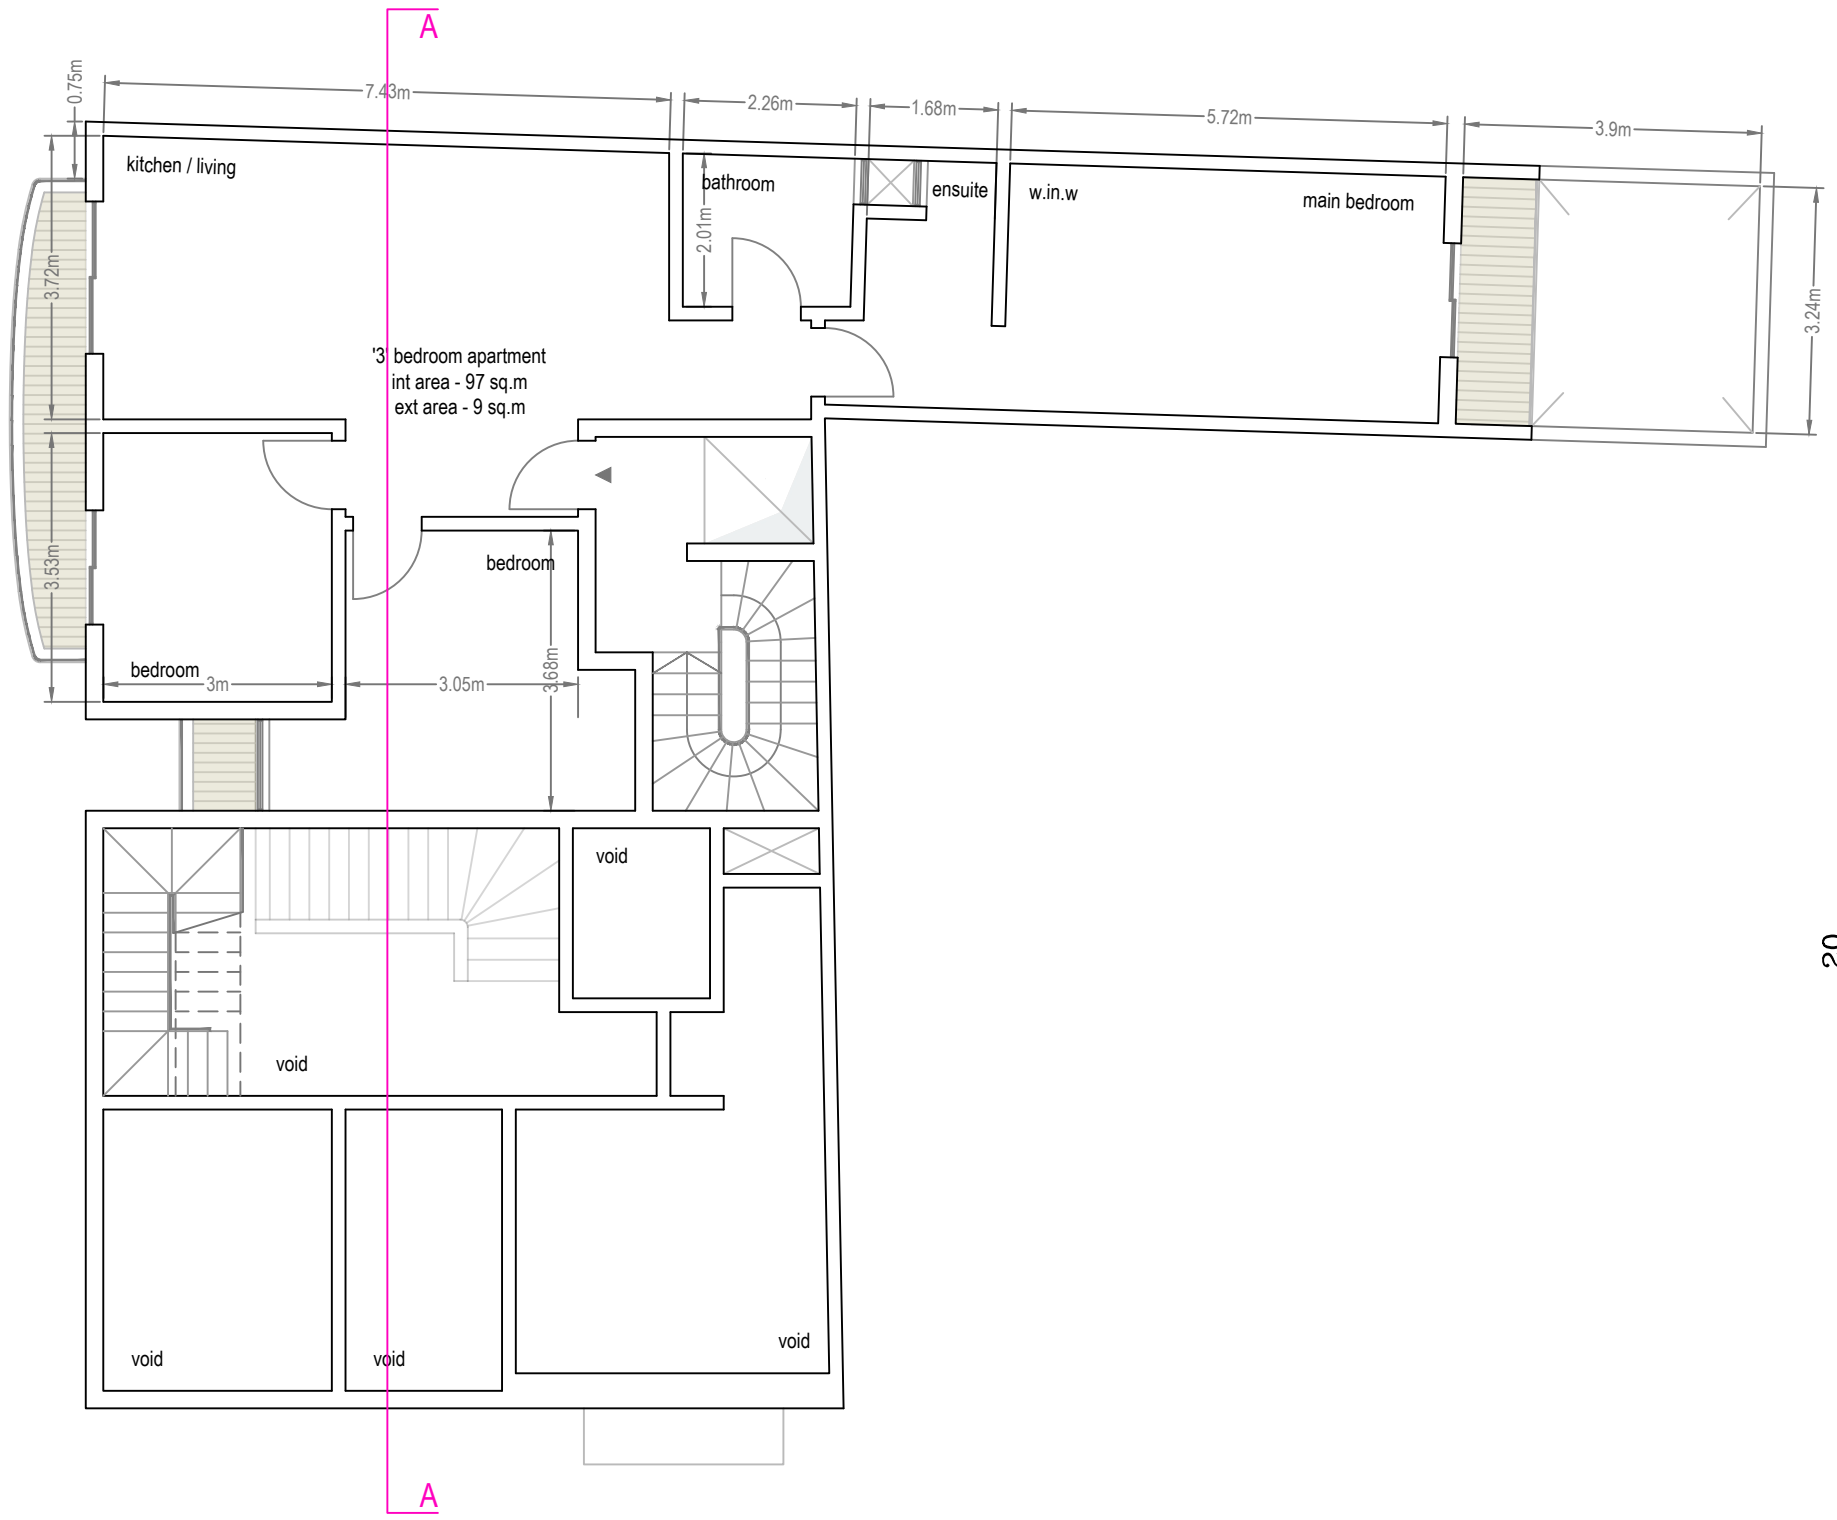 A
0.75m
7.43m
2.26m
1.68m
5.72m
3.9m
kitchen / living
bathroom
ensuite
w.in.w
main bedroom
2.01m
3.72m
3.24m
'3' bedroom apartment
int area - 97 sq.m
ext area - 9 sq.m
3.53m
bedroom
bedroom
3m
3.05m
3.68m
void
20
void
void
void
void
A